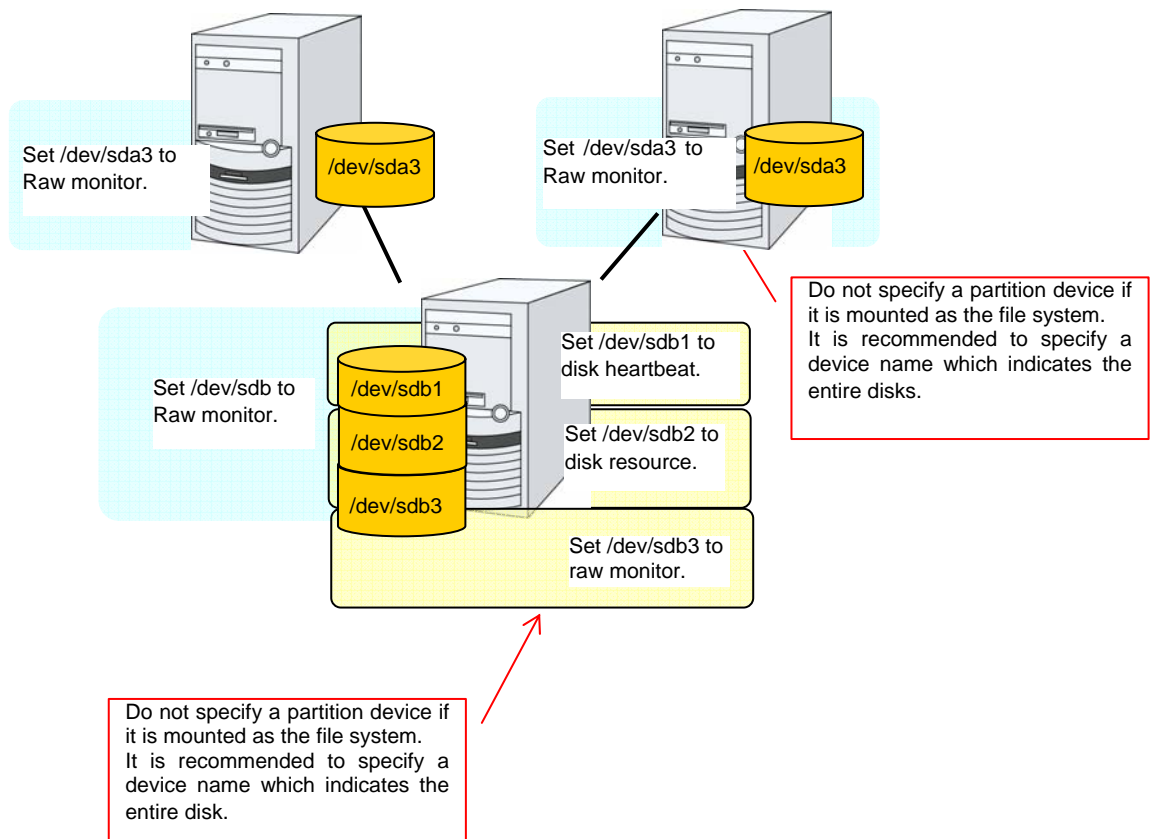 Set /dev/sda3 to
Raw monitor.
/dev/sda3
Set /dev/sda3 to
Raw monitor.
/dev/sda3
Do not specify a partition device if
it is mounted as the file system.
It is recommended to specify a
device name which indicates the
entire disks.
Set /dev/sdb to
Raw monitor.
/dev/sdb1
/dev/sdb2
/dev/sdb3
Set /dev/sdb1 to
disk heartbeat.
Set /dev/sdb2 to
disk resource.
Set /dev/sdb3 to
raw monitor.
Do not specify a partition device if
it is mounted as the file system.
It is recommended to specify a
device name which indicates the
entire disk.